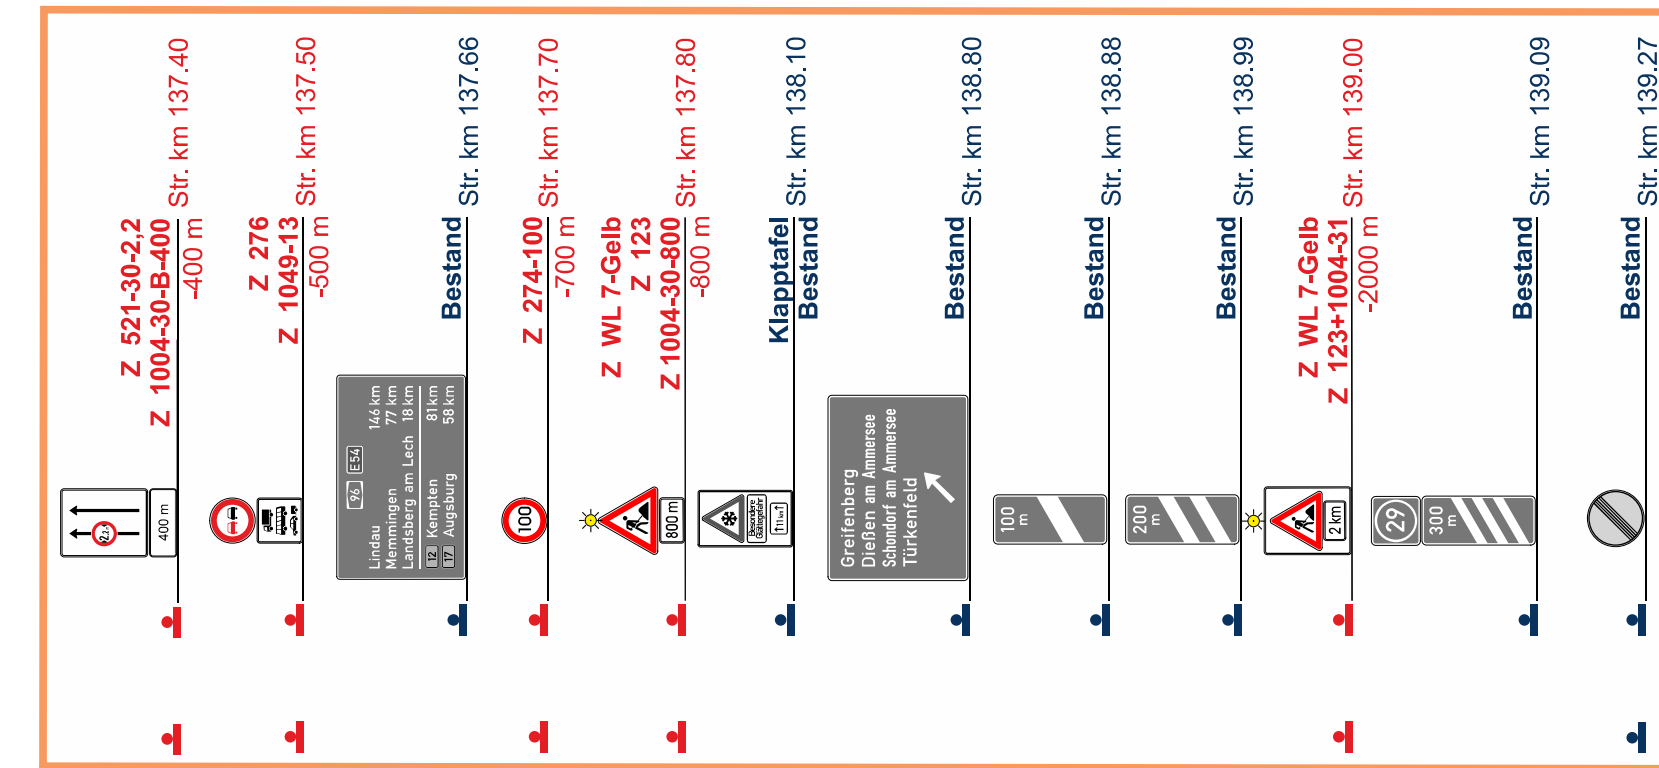 Str. km 137.40
Z 521-30-2,2
Z 1004-30-B-400
-400 m
400 m
Str. km 137.50
Z 276
Z 1049-13
-500 m
Str. km 137.66
Bestand
96 E54
Lindau 146 km
Memmingen 77 km
Landsberg am Lech 18 km
12 Kempten 81 km
17 Augsburg 58 km
Str. km 137.70
Z 274-100
-700 m
100
Str. km 137.80
Z WL 7-Gelb
Z 123
Z 1004-30-800
-800 m
800 m
Str. km 138.10
Klapptafel
Bestand
Besondere
Glättegefahr
Str. km 138.80
Bestand
Greifenberg
Dießen am Ammersee
Schondorf am Ammersee
Türkenfeld
Str. km 138.88
Bestand
100
m
Str. km 138.99
Bestand
200
m
Str. km 139.00
Z WL 7-Gelb
Z 123+1004-31
-2000 m
2 km
Str. km 139.09
Bestand
29
300
m
Str. km 139.27
Bestand